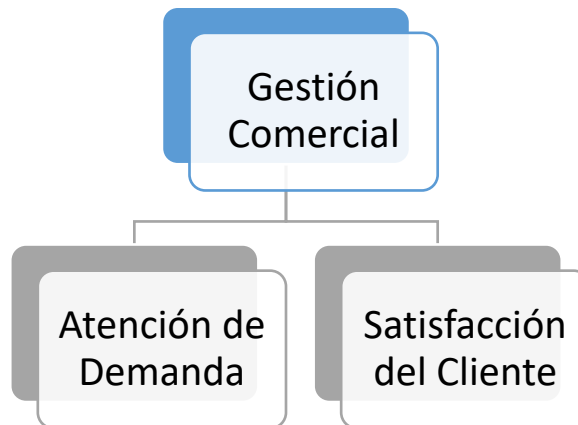 Gestión
Comercial
Atención de
Demanda
Satisfacción
del Cliente